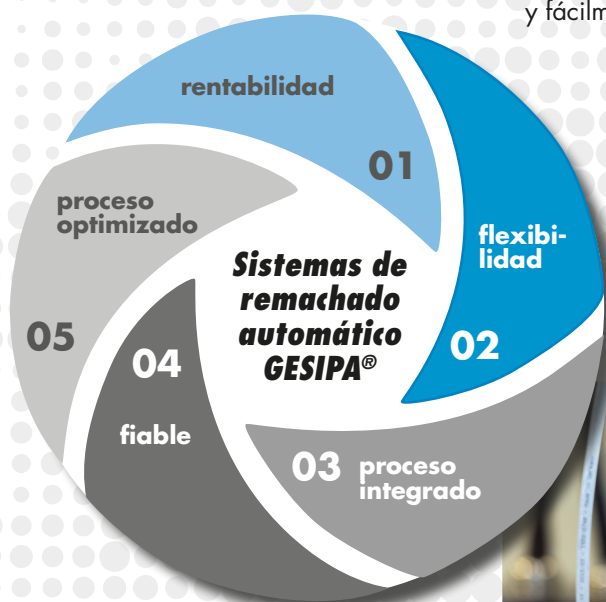 y fácilm
rentabilidad
01
flexibi-
lidad
02
03 proceso
integrado
04
fiable
proceso
optimizado
05
Sistemas de
remachado
automático
GESIPA®